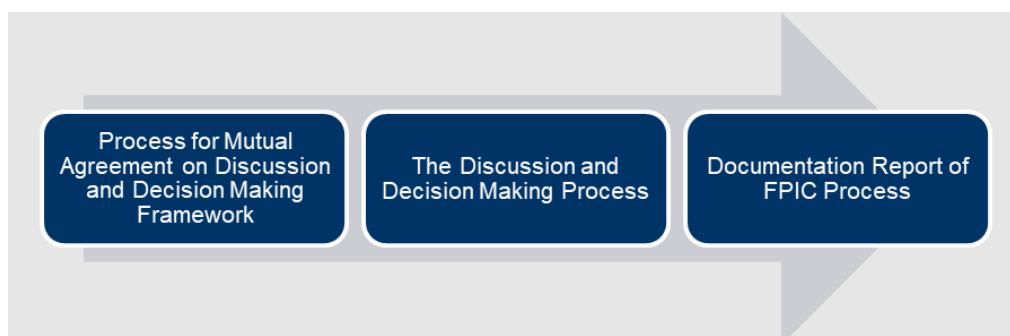 Process for Mutual
Agreement on Discussion
and Decision Making
Framework
The Discussion and
Decision Making Process
Documentation Report of
FPIC Process